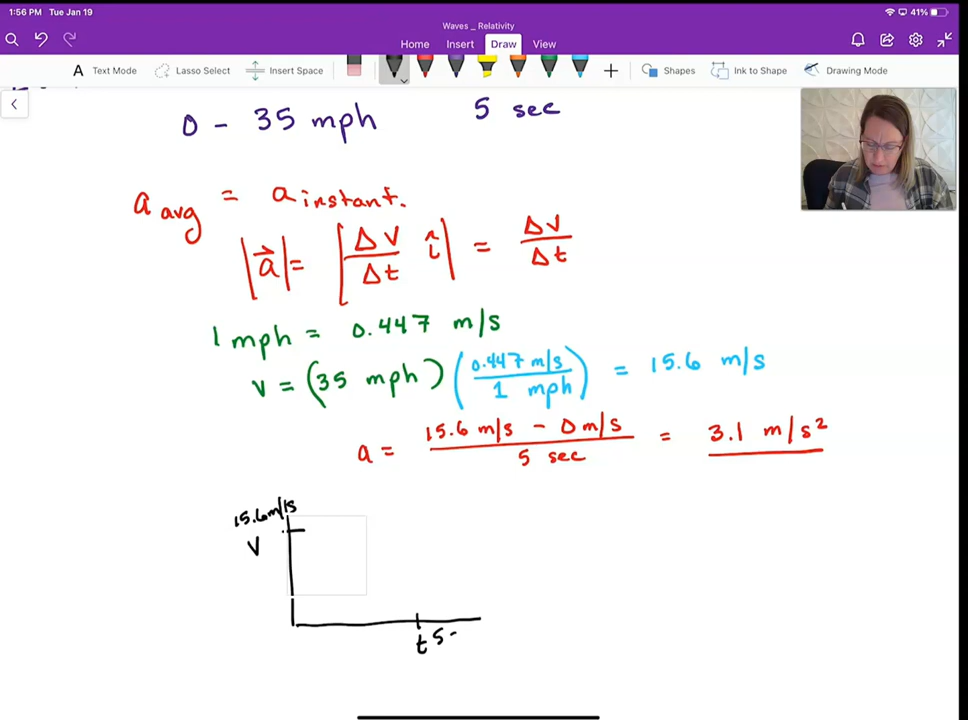 1:56 PM Tue Jan 19
41%
Waves _ Relativity
Home Insert Draw View
A Text Mode Lasso Select Insert Space Shapes Ink to Shape Drawing Mode
0 - 35 mph 5 sec
a avg = a instant.
|a⃗| = |ΔV/Δt î| = ΔV/Δt
1 mph = 0.447 m/s
v = (35 mph) (0.447 m/s / 1 mph) = 15.6 m/s
a = 15.6 m/s - 0 m/s / 5 sec = 3.1 m/s²
15.6 m/s
V
t 5